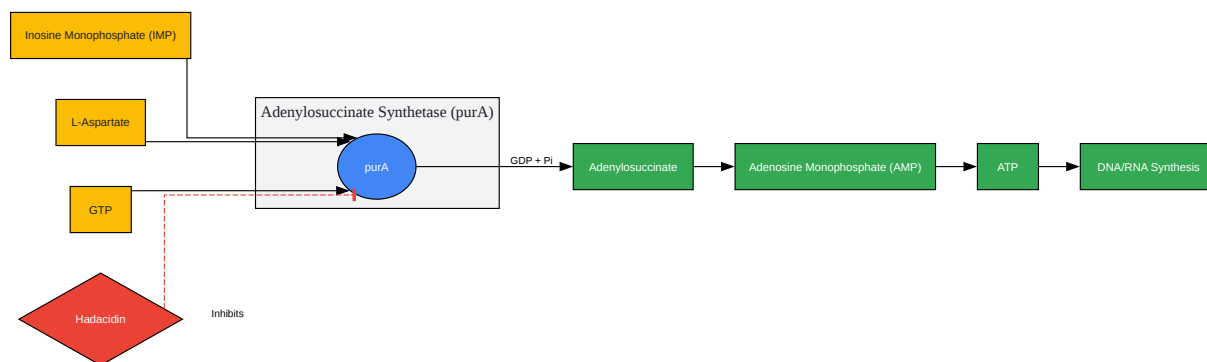 Inosine Monophosphate (IMP)
L-Aspartate
Adenylosuccinate Synthetase (purA)
purA
GTP
GDP + Pi
Adenylosuccinate
Adenosine Monophosphate (AMP)
ATP
DNA/RNA Synthesis
Hadacidin
Inhibits